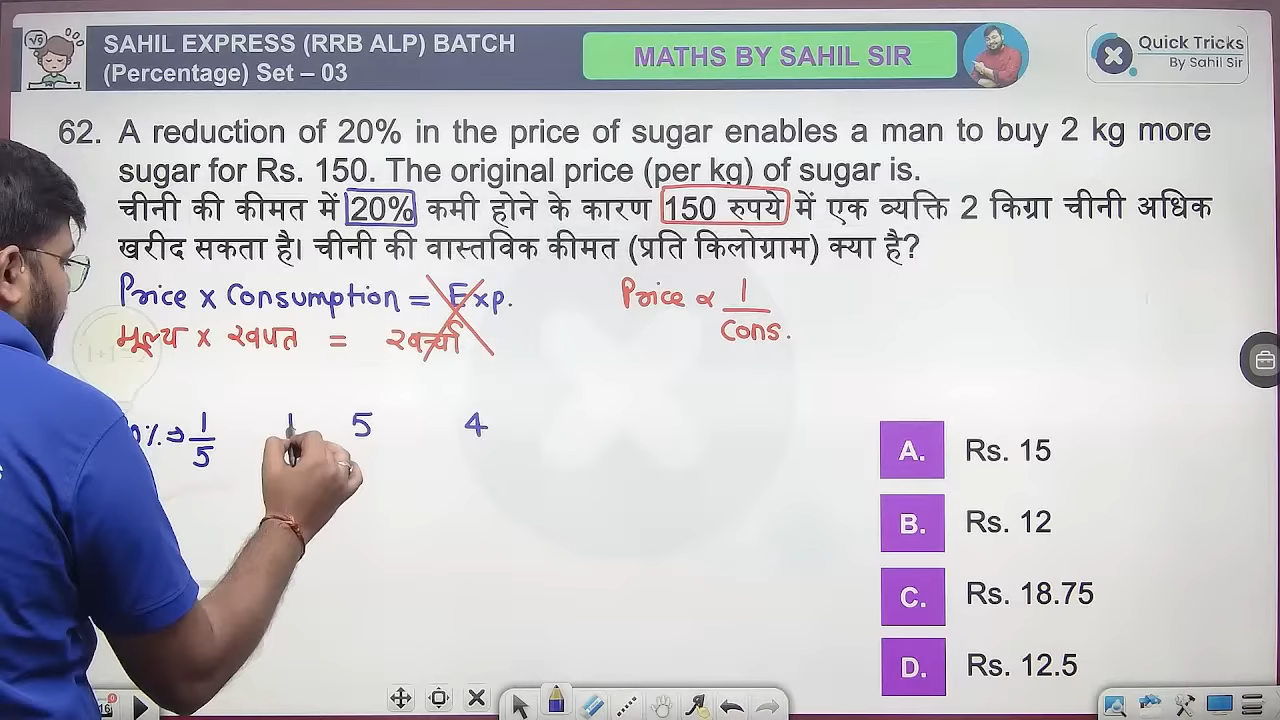 SAHIL EXPRESS (RRB ALP) BATCH
(Percentage) Set – 03
MATHS BY SAHIL SIR
Quick Tricks
By Sahil Sir
62. A reduction of 20% in the price of sugar enables a man to buy 2 kg more
sugar for Rs. 150. The original price (per kg) of sugar is.
चीनी की कीमत में 20% कमी होने के कारण 150 रुपये में एक व्यक्ति 2 किग्रा चीनी अधिक
खरीद सकता है। चीनी की वास्तविक कीमत (प्रति किलोग्राम) क्या है?
Price x Consumption = Exp.
Price ∝ 1/Cons.
मूल्य x खपत = खर्चा
% ⇒ 1/5 1 5 4
A. Rs. 15
B. Rs. 12
C. Rs. 18.75
D. Rs. 12.5